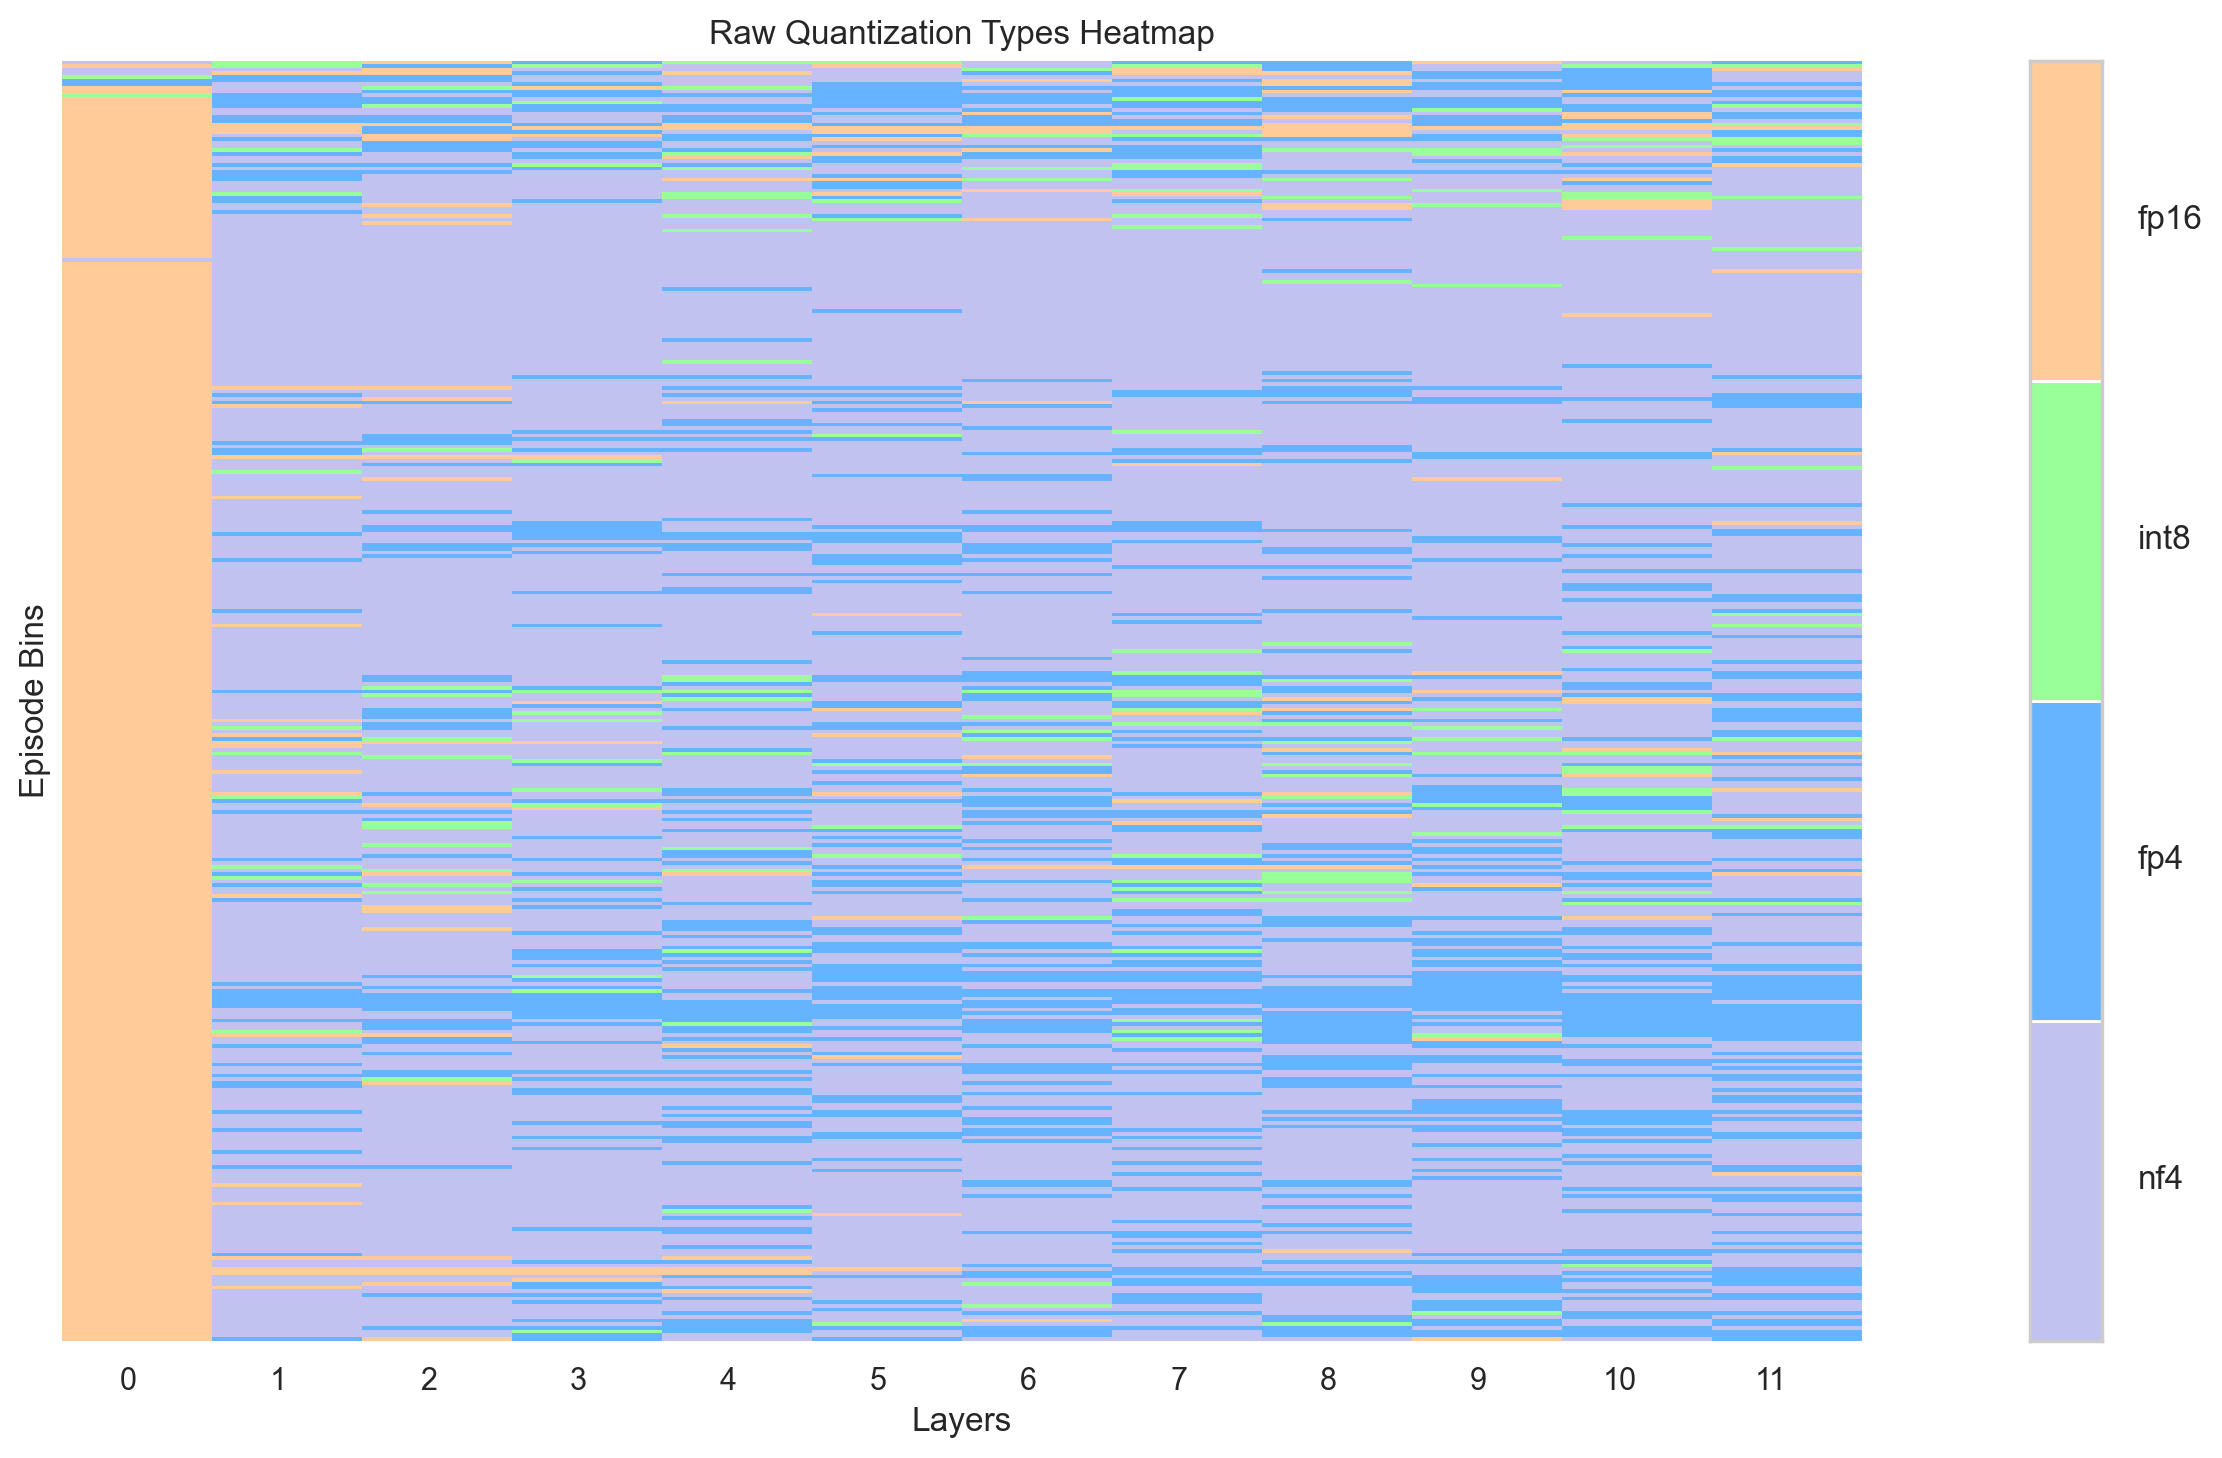 Raw Quantization Types Heatmap
fp16
int8
fp4
nf4
Episode Bins
0 1 2 3 4 5 6 7 8 9 10 11
Layers